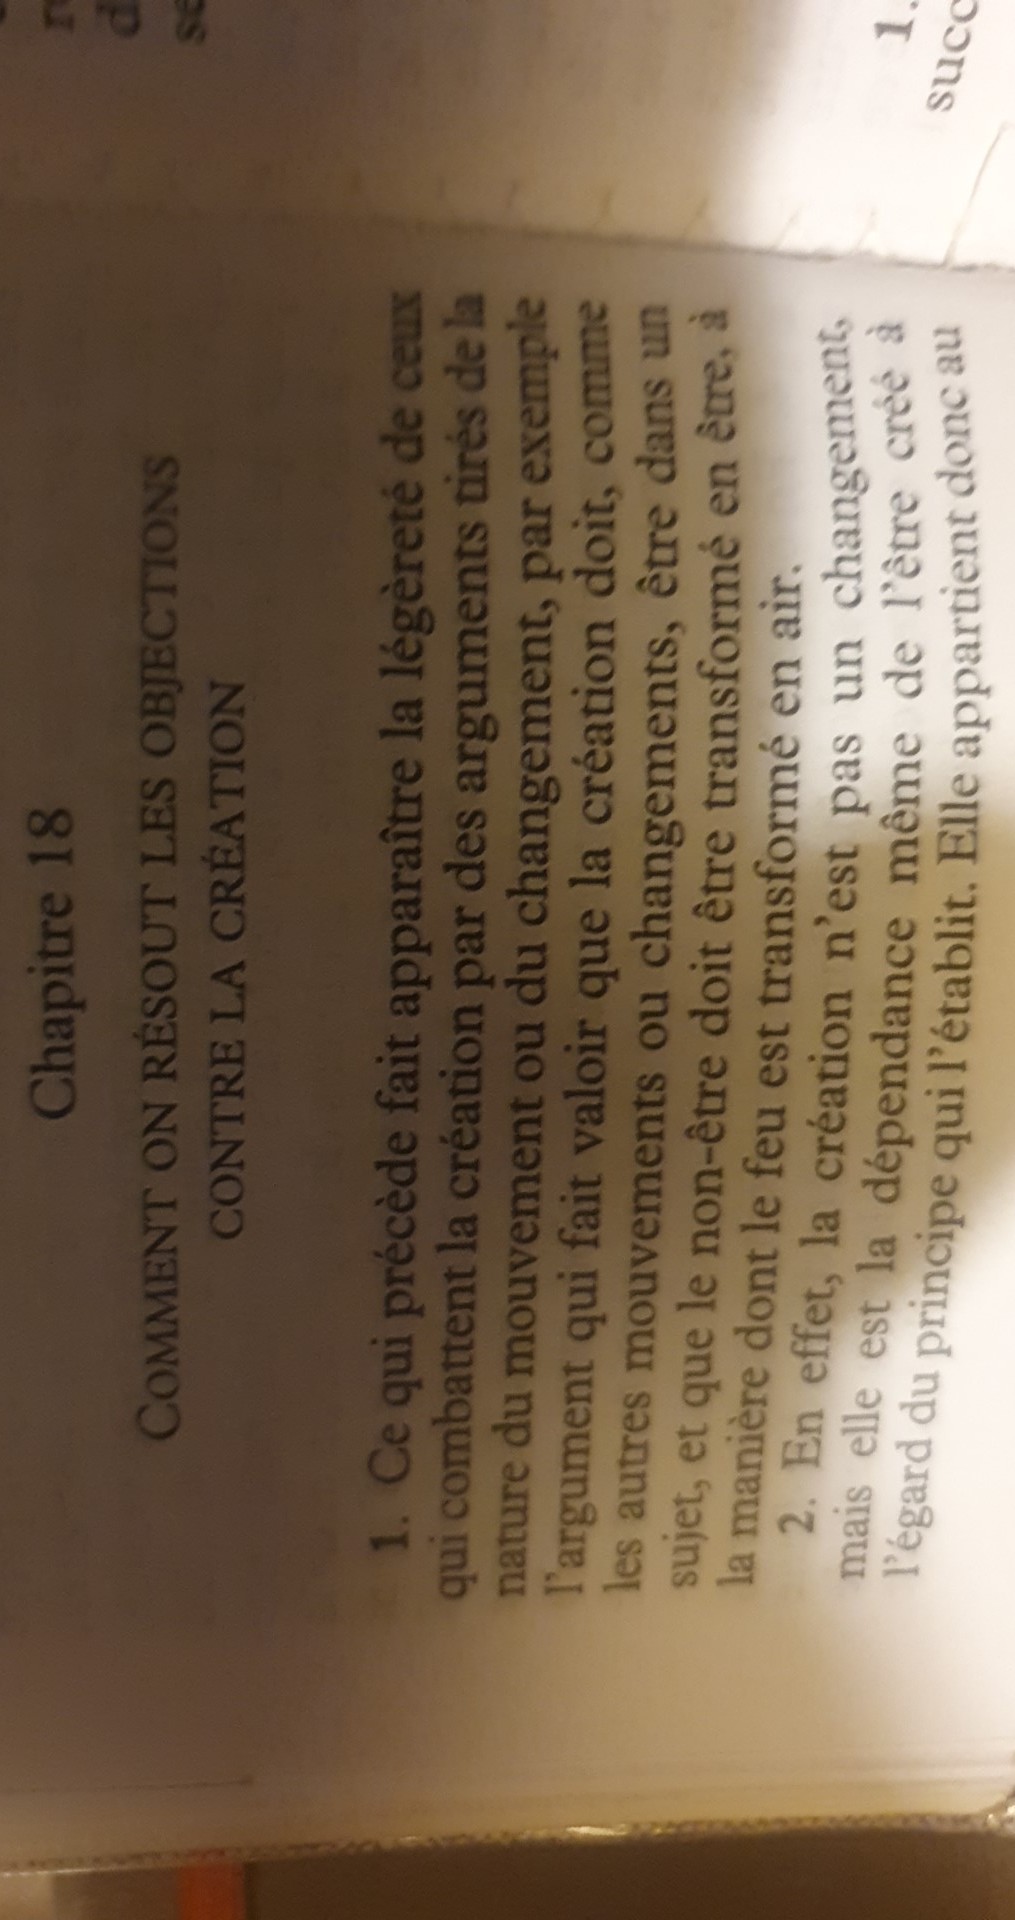 Chapitre 18
COMMENT ON RÉSOUT LES OBJECTIONS
CONTRE LA CRÉATION
1. Ce qui précède fait apparaître la légèreté de ceux
qui combattent la création par des arguments tirés de la
nature du mouvement ou du changement, par exemple
l'argument qui fait valoir que la création doit, comme
les autres mouvements ou changements, être dans un
sujet, et que le non-être doit être transformé en être, à
la manière dont le feu est transformé en air.
2. En effet, la création n'est pas un changement,
mais elle est la dépendance même de l'être créé à
l'égard du principe qui l'établit. Elle appartient donc au
1.
succ